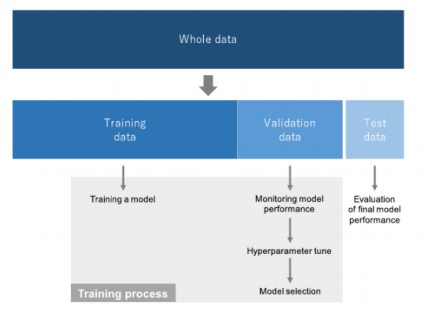 Whole data
Training
data
Validation
data
Test
data
Training a model
Monitoring model
performance
Evaluation
of final model
performance
Hyperparameter tune
Model selection
Training process